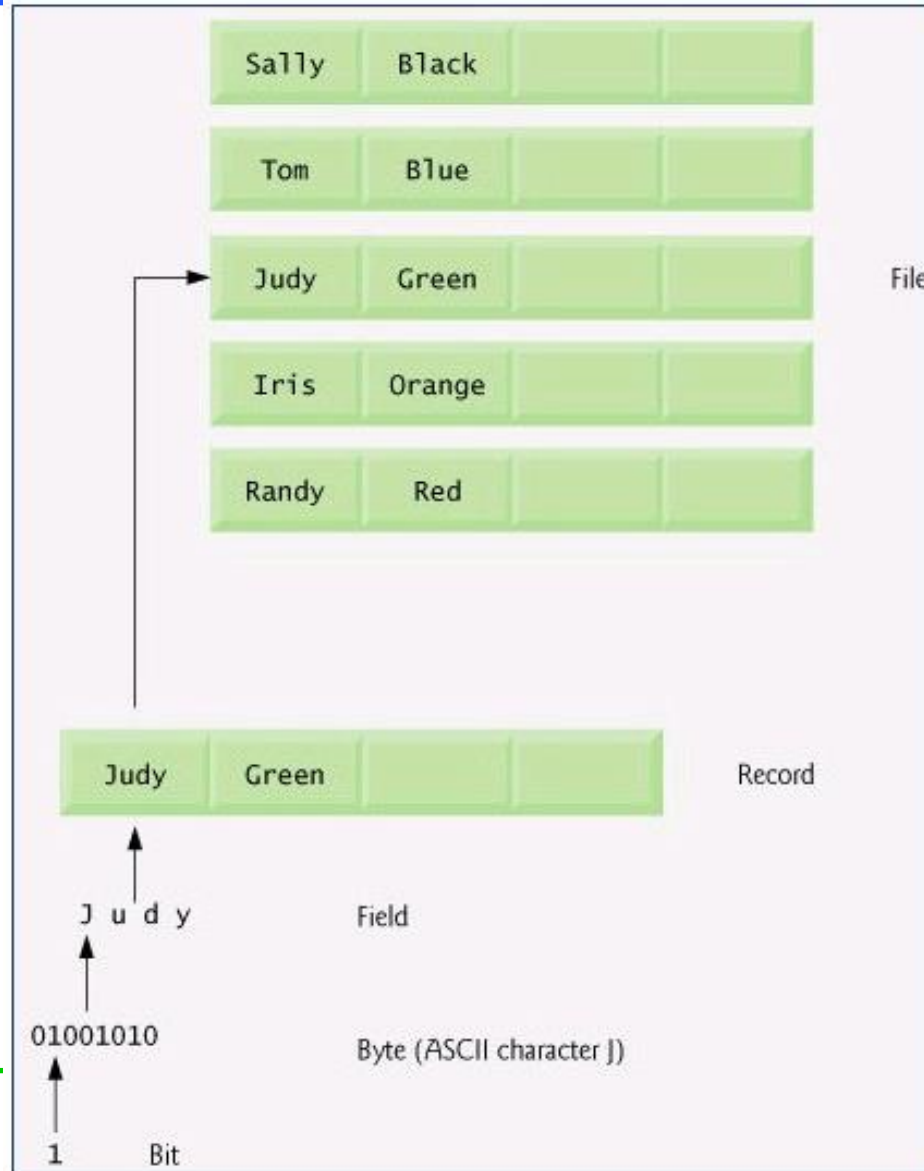 Sally Black
Tom Blue
Judy Green File
Iris Orange
Randy Red
Judy Green Record
J u d y Field
01001010 Byte (ASCII character J)
1 Bit